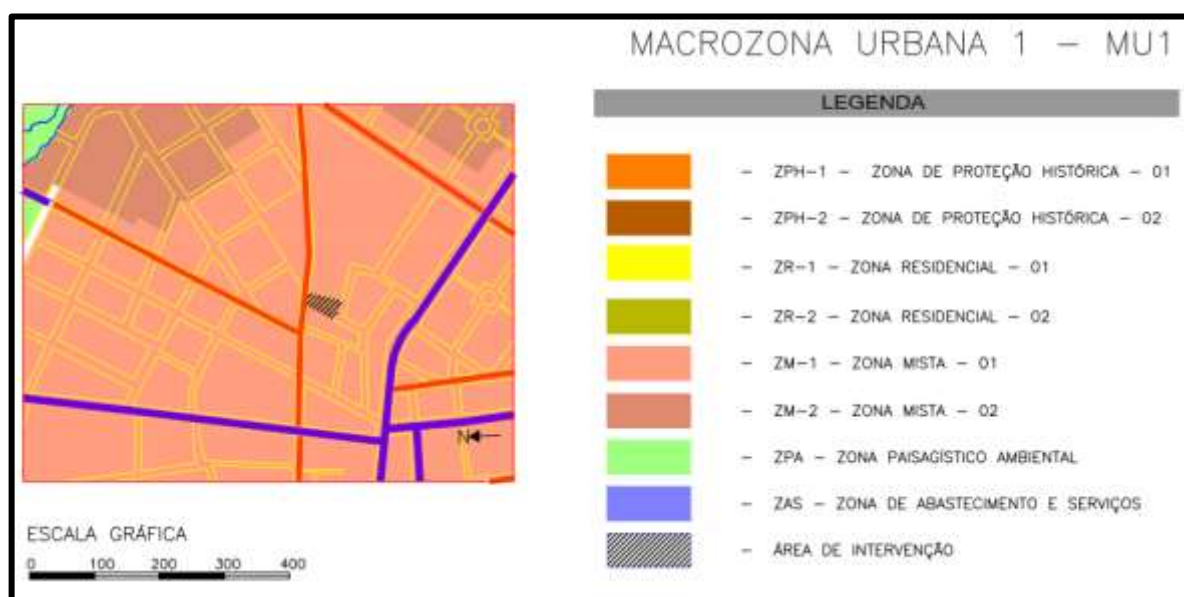 MACROZONA URBANA 1 – MU1
LEGENDA
– ZPH–1 – ZONA DE PROTEÇÃO HISTÓRICA – 01
– ZPH–2 – ZONA DE PROTEÇÃO HISTÓRICA – 02
– ZR–1 – ZONA RESIDENCIAL – 01
– ZR–2 – ZONA RESIDENCIAL – 02
– ZM–1 – ZONA MISTA – 01
– ZM–2 – ZONA MISTA – 02
– ZPA – ZONA PAISAGÍSTICO AMBIENTAL
– ZAS – ZONA DE ABASTECIMENTO E SERVIÇOS
– ÁREA DE INTERVENÇÃO
N
ESCALA GRÁFICA
0 100 200 300 400